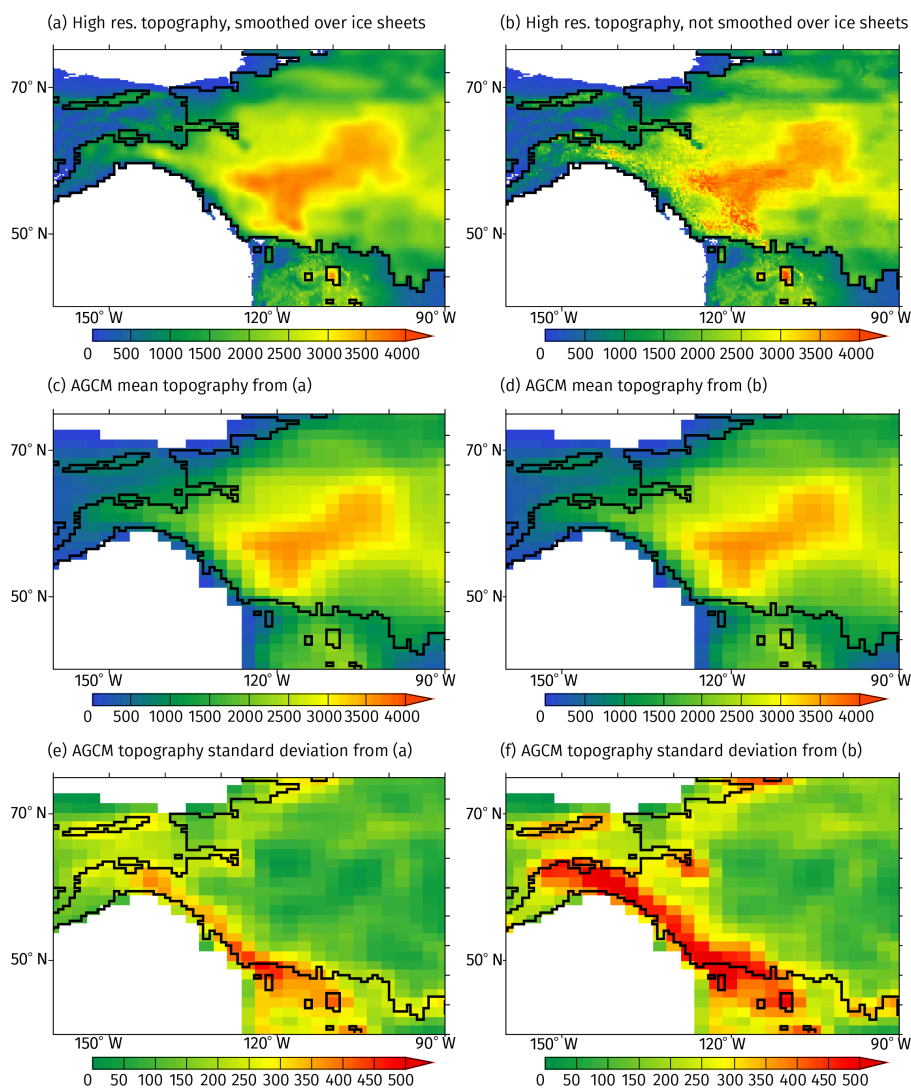 (a) High res. topography, smoothed over ice sheets
(b) High res. topography, not smoothed over ice sheets
70° N
50° N
150° W
120° W
90° W
0 500 1000 1500 2000 2500 3000 3500 4000
70° N
50° N
150° W
120° W
90° W
0 500 1000 1500 2000 2500 3000 3500 4000
(c) AGCM mean topography from (a)
(d) AGCM mean topography from (b)
70° N
50° N
150° W
120° W
90° W
0 500 1000 1500 2000 2500 3000 3500 4000
70° N
50° N
150° W
120° W
90° W
0 500 1000 1500 2000 2500 3000 3500 4000
(e) AGCM topography standard deviation from (a)
(f) AGCM topography standard deviation from (b)
70° N
50° N
150° W
120° W
90° W
0 50 100 150 200 250 300 350 400 450 500
70° N
50° N
150° W
120° W
90° W
0 50 100 150 200 250 300 350 400 450 500